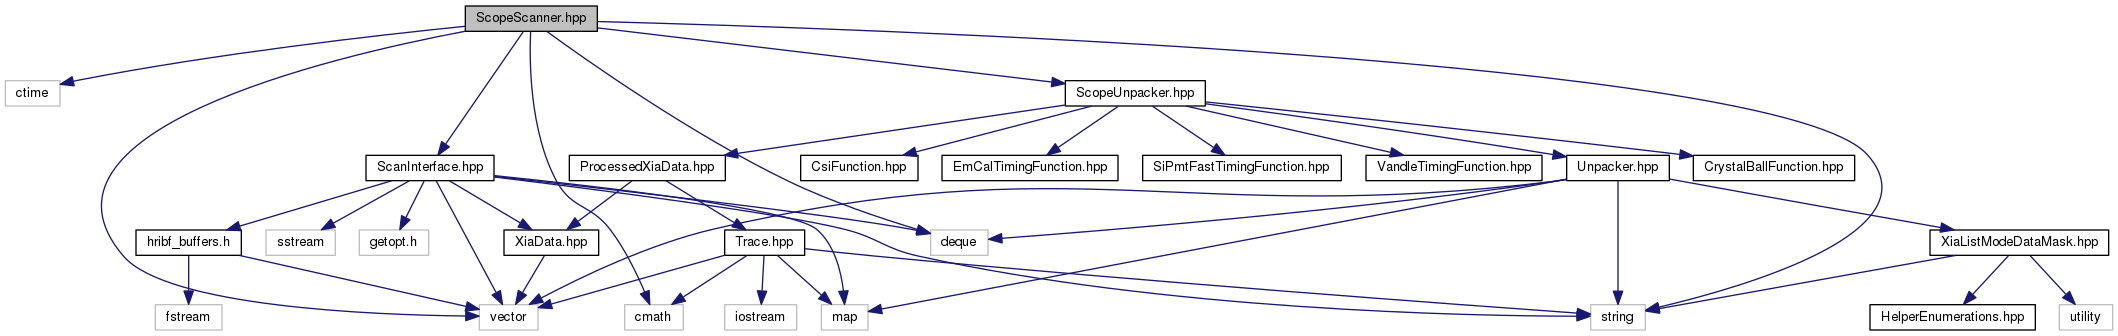 ScopeScanner.hpp
ctime
ScopeUnpacker.hpp
ScanInterface.hpp
ProcessedXiaData.hpp
CsiFunction.hpp
EmCalTimingFunction.hpp
SiPmtFastTimingFunction.hpp
VandleTimingFunction.hpp
Unpacker.hpp
CrystalBallFunction.hpp
hribf_buffers.h
sstream
getopt.h
XiaData.hpp
Trace.hpp
deque
XiaListModeDataMask.hpp
fstream
vector
cmath
iostream
map
string
HelperEnumerations.hpp
utility